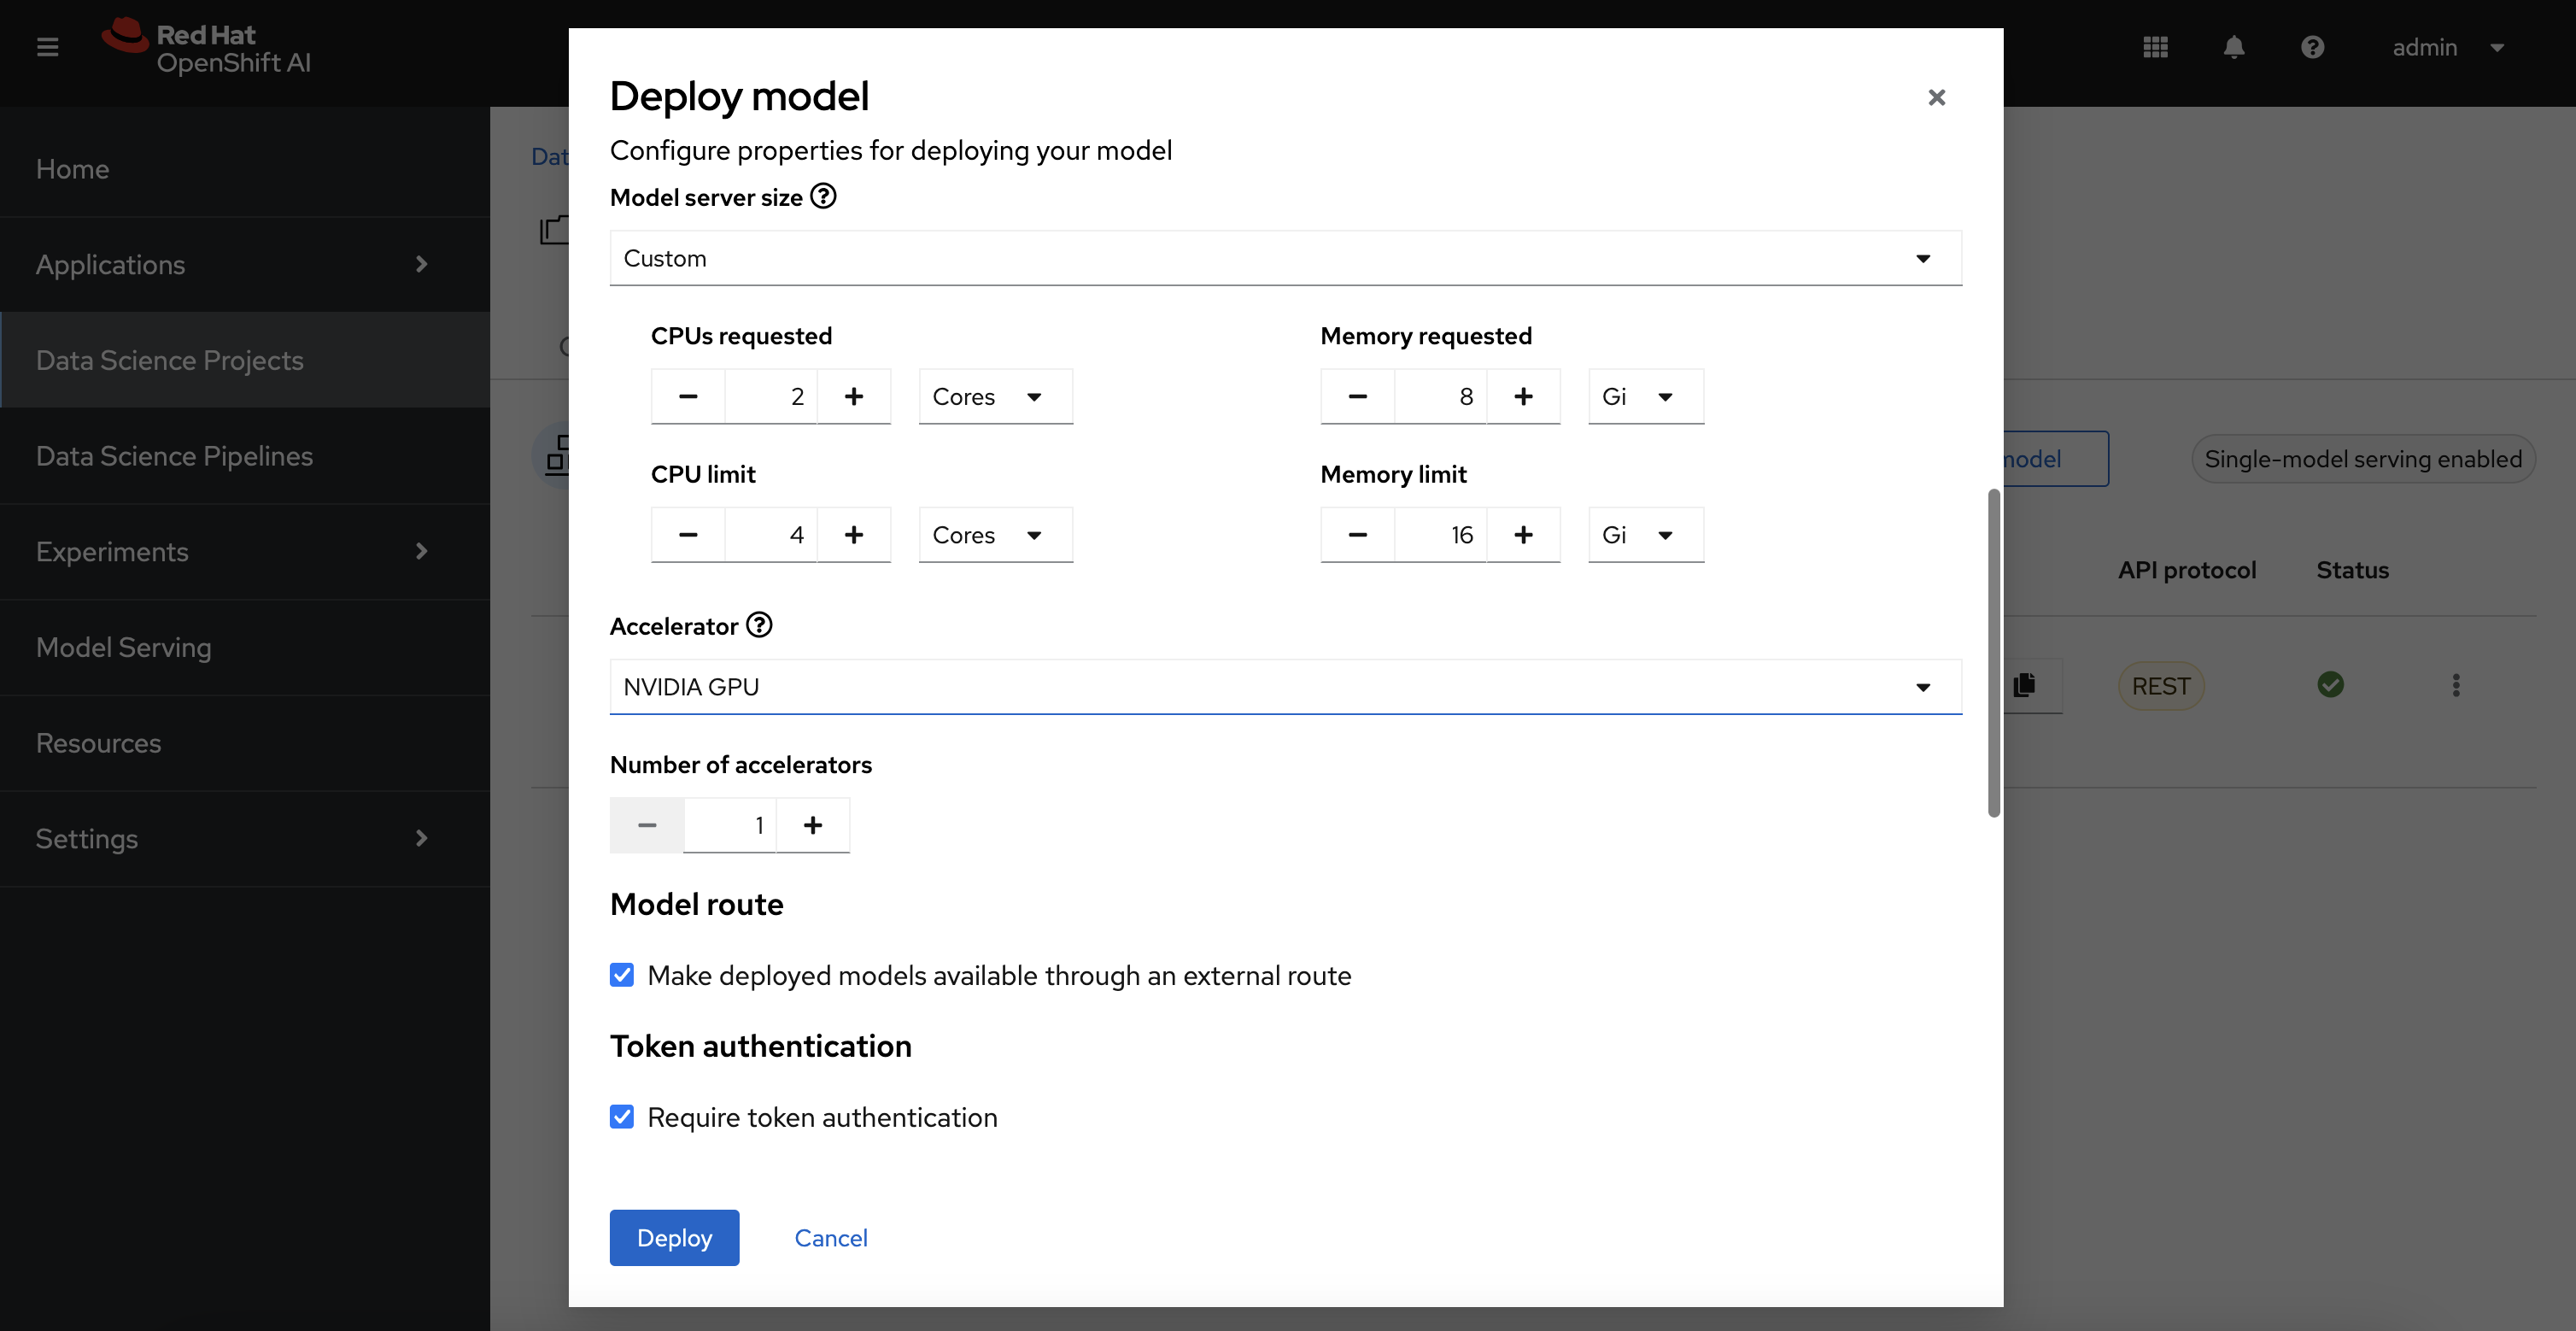 Red Hat
OpenShift AI
admin
Home
Applications
Data Science Projects
Data Science Pipelines
Experiments
Model Serving
Resources
Settings
Deploy model
Configure properties for deploying your model
Model server size
Custom
CPUs requested
Memory requested
2
Cores
8
Gi
CPU limit
Memory limit
4
Cores
16
Gi
Accelerator
NVIDIA GPU
Number of accelerators
1
Model route
Make deployed models available through an external route
Token authentication
Require token authentication
Deploy
Cancel
Dat
model
Single-model serving enabled
API protocol
Status
REST